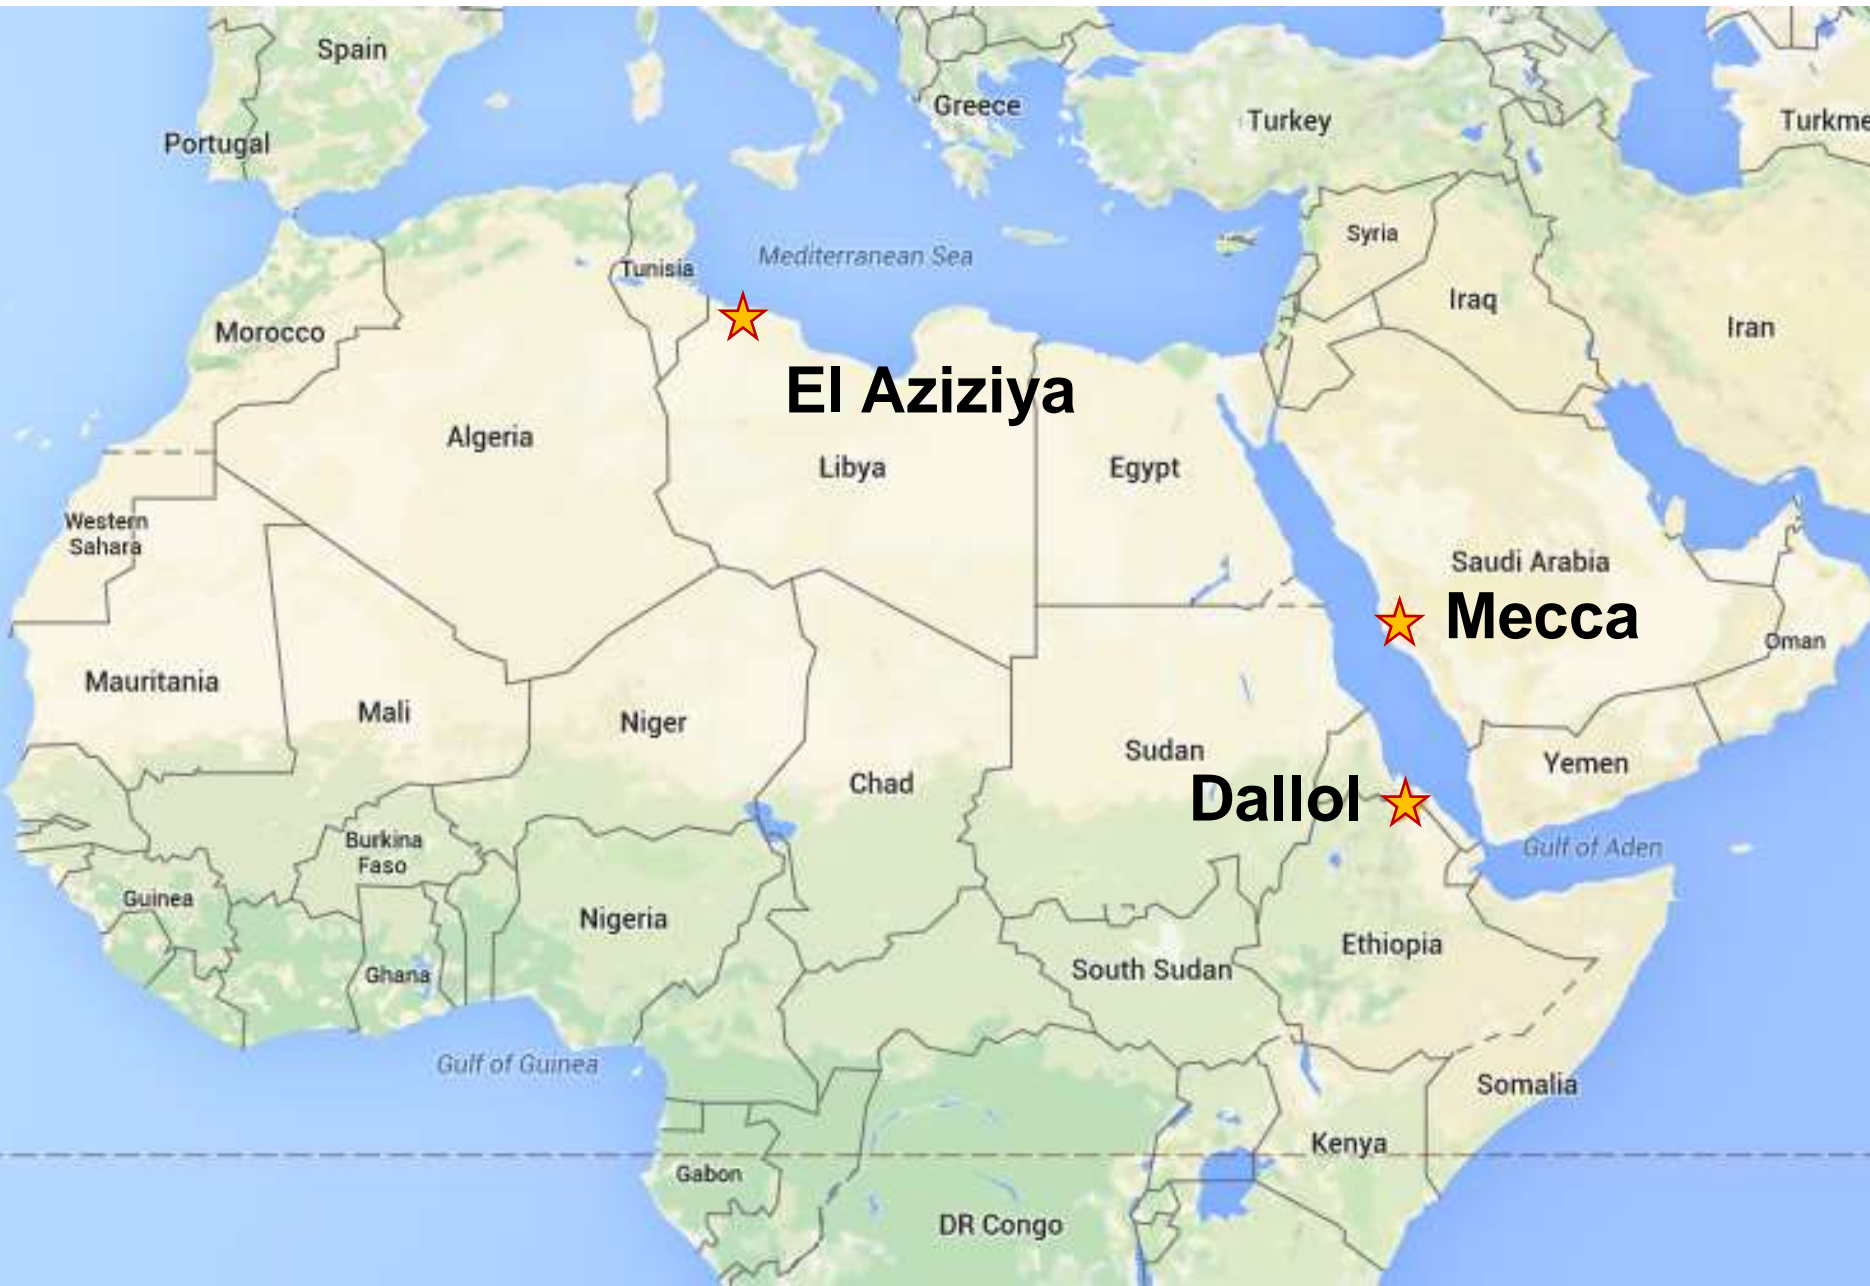 Spain
Portugal
Greece
Turkey
Turkme
Syria
Mediterranean Sea
Tunisia
Iraq
Iran
Morocco
El Aziziya
Algeria
Libya
Egypt
Western
Sahara
Saudi Arabia
Mecca
Oman
Mauritania
Mali
Niger
Sudan
Yemen
Chad
Dallol
Burkina
Faso
Gulf of Aden
Guinea
Nigeria
Ethiopia
Ghana
South Sudan
Gulf of Guinea
Somalia
Kenya
Gabon
DR Congo